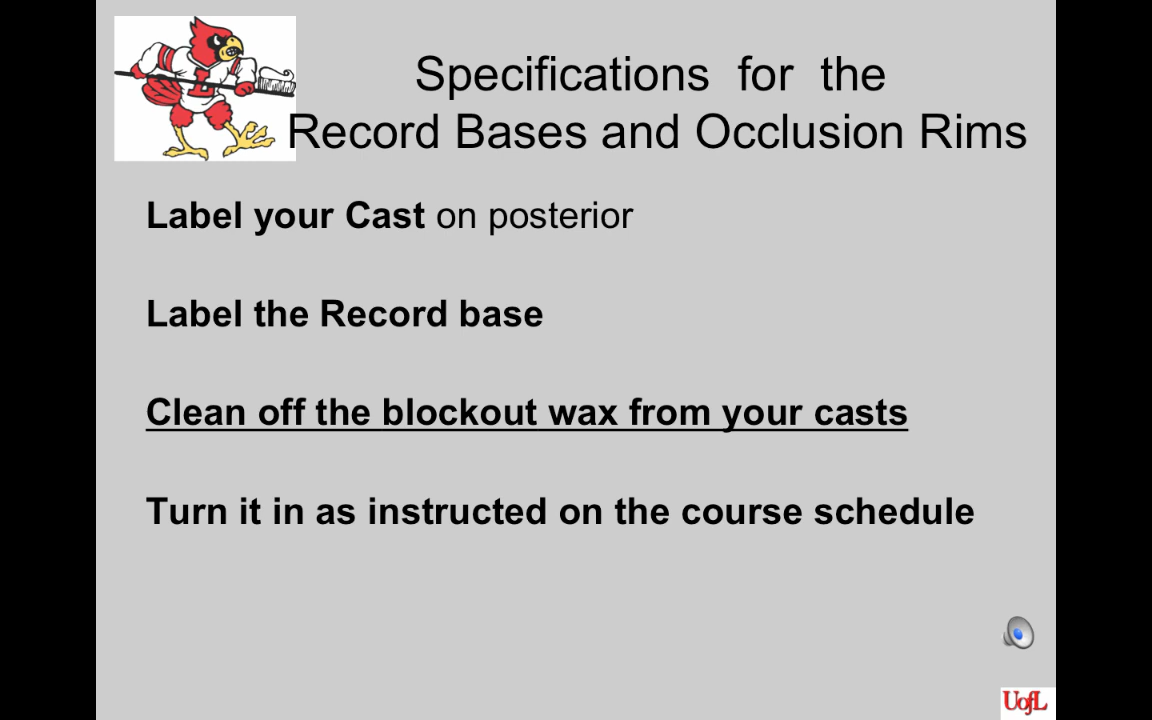 Specifications for the
Record Bases and Occlusion Rims
Label your Cast on posterior
Label the Record base
Clean off the blockout wax from your casts
Turn it in as instructed on the course schedule
UofL